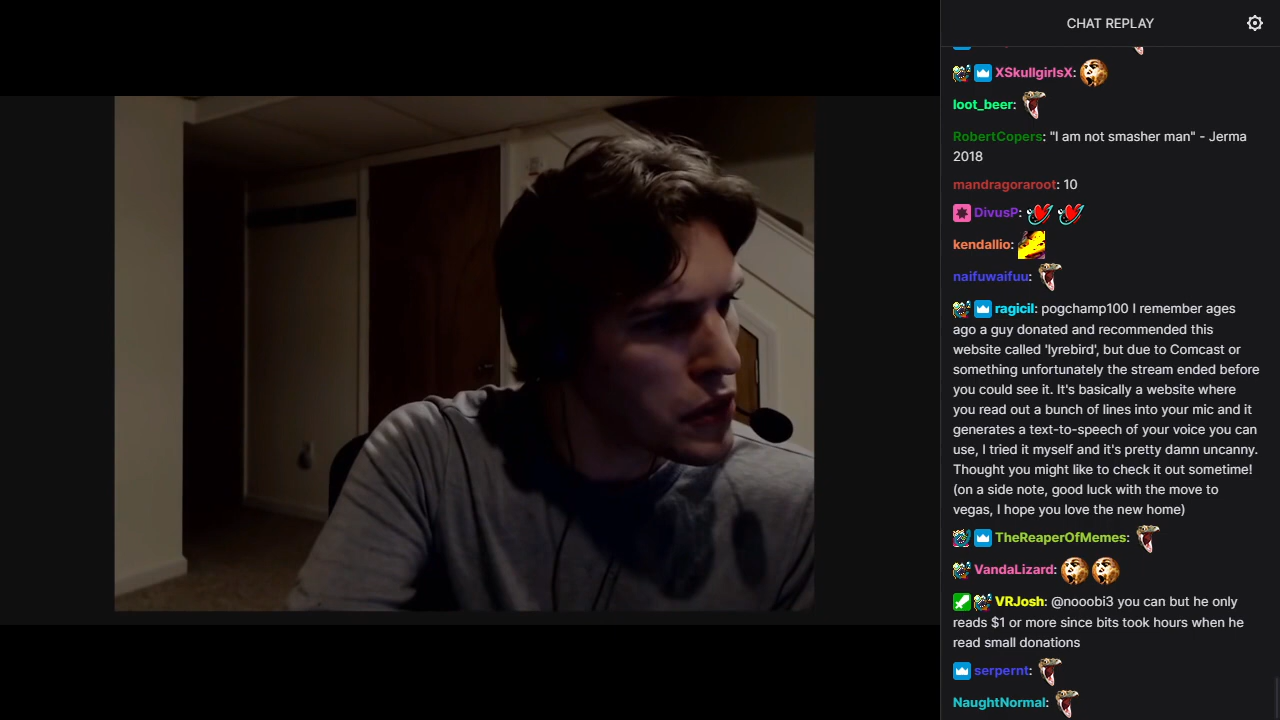 CHAT REPLAY
XSkullgirlsX:
loot_beer:
RobertCopers: "I am not smasher man" - Jerma
2018
mandragoraroot: 10
DivusP:
kendallio:
naifuwaifuu:
ragicil: pogchamp100 I remember ages
ago a guy donated and recommended this
website called 'lyrebird', but due to Comcast or
something unfortunately the stream ended before
you could see it. It's basically a website where
you read out a bunch of lines into your mic and it
generates a text-to-speech of your voice you can
use, I tried it myself and it's pretty damn uncanny.
Thought you might like to check it out sometime!
(on a side note, good luck with the move to
vegas, I hope you love the new home)
TheReaperOfMemes:
VandaLizard:
VRJosh: @nooobi3 you can but he only
reads $1 or more since bits took hours when he
read small donations
serpernt:
NaughtNormal: